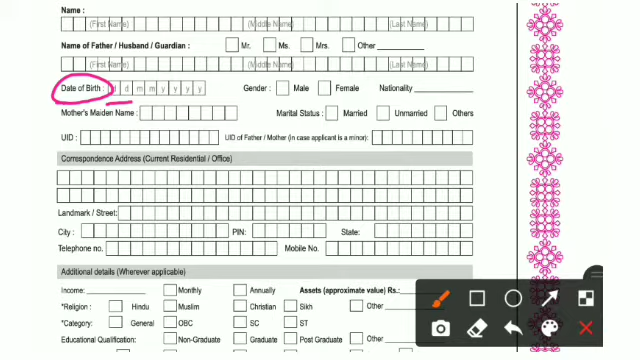 Name :
(First Name) (Middle Name) (Last Name)
Name of Father / Husband / Guardian : Mr. Ms. Mrs. Other
(First Name) (Middle Name) (Last Name)
Date of Birth : d d m m y y y y Gender : Male Female Nationality
Mother's Maiden Name : Marital Status : Married Unmarried Others
UID : UID of Father / Mother (in case applicant is a minor):
Correspondence Address (Current Residential / Office)
Landmark / Street:
City : PIN: State:
Telephone no. Mobile No.
Additional details (Wherever applicable)
Income: Monthly Annually Assets (approximate value) Rs.:
*Religion : Hindu Muslim Christian Sikh Other
*Category: General OBC SC ST
Educational Qualification: Non-Graduate Graduate Post Graduate Other